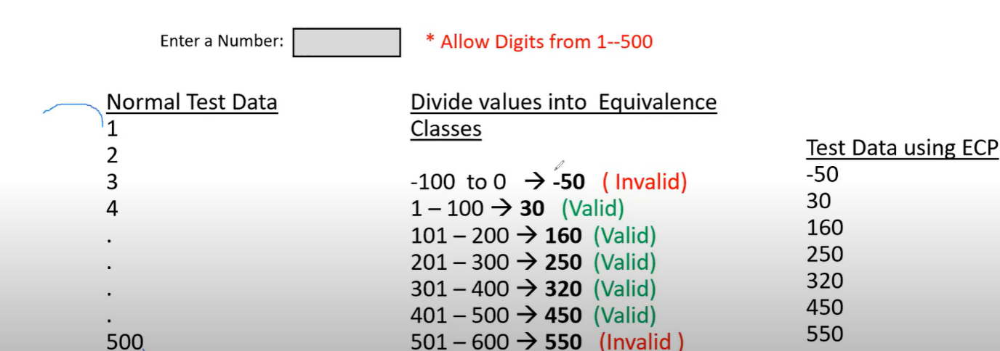 Enter a Number:
* Allow Digits from 1--500
Normal Test Data
1
2
3
4
.
.
.
.
500
Divide values into Equivalence
Classes
-100 to 0 → -50 ( Invalid)
1 – 100 → 30 (Valid)
101 – 200 → 160 (Valid)
201 – 300 → 250 (Valid)
301 – 400 → 320 (Valid)
401 – 500 → 450 (Valid)
501 – 600 → 550 (Invalid )
Test Data using ECP
-50
30
160
250
320
450
550